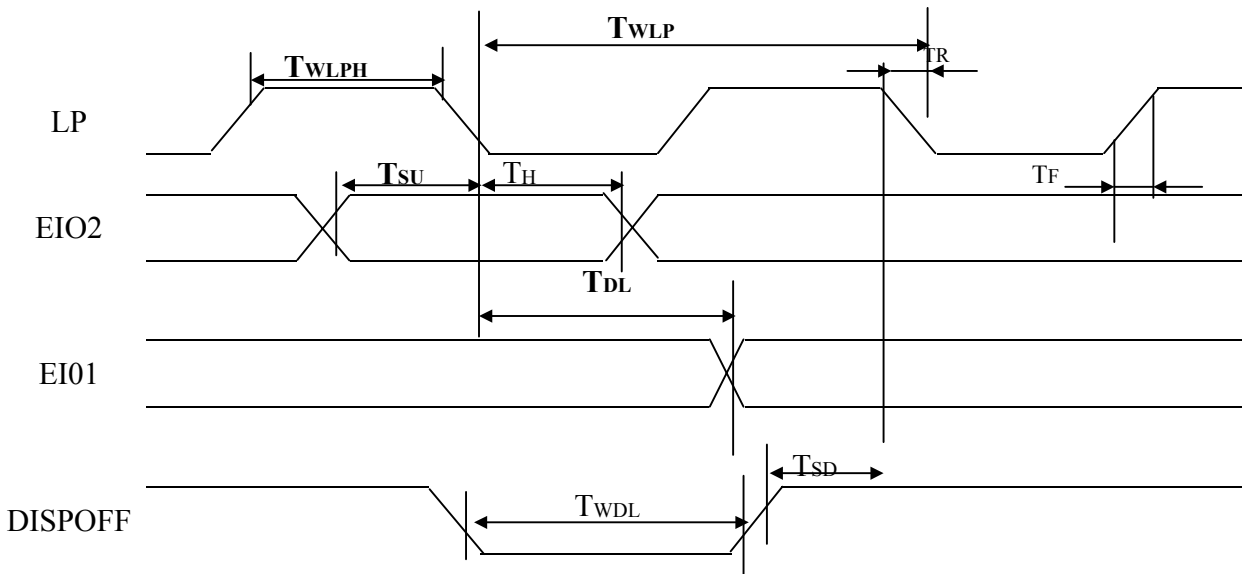 TWLP
TR
TWLPH
LP
TSU
TH
TF
EIO2
TDL
EI01
TSD
TWDL
DISPOFF